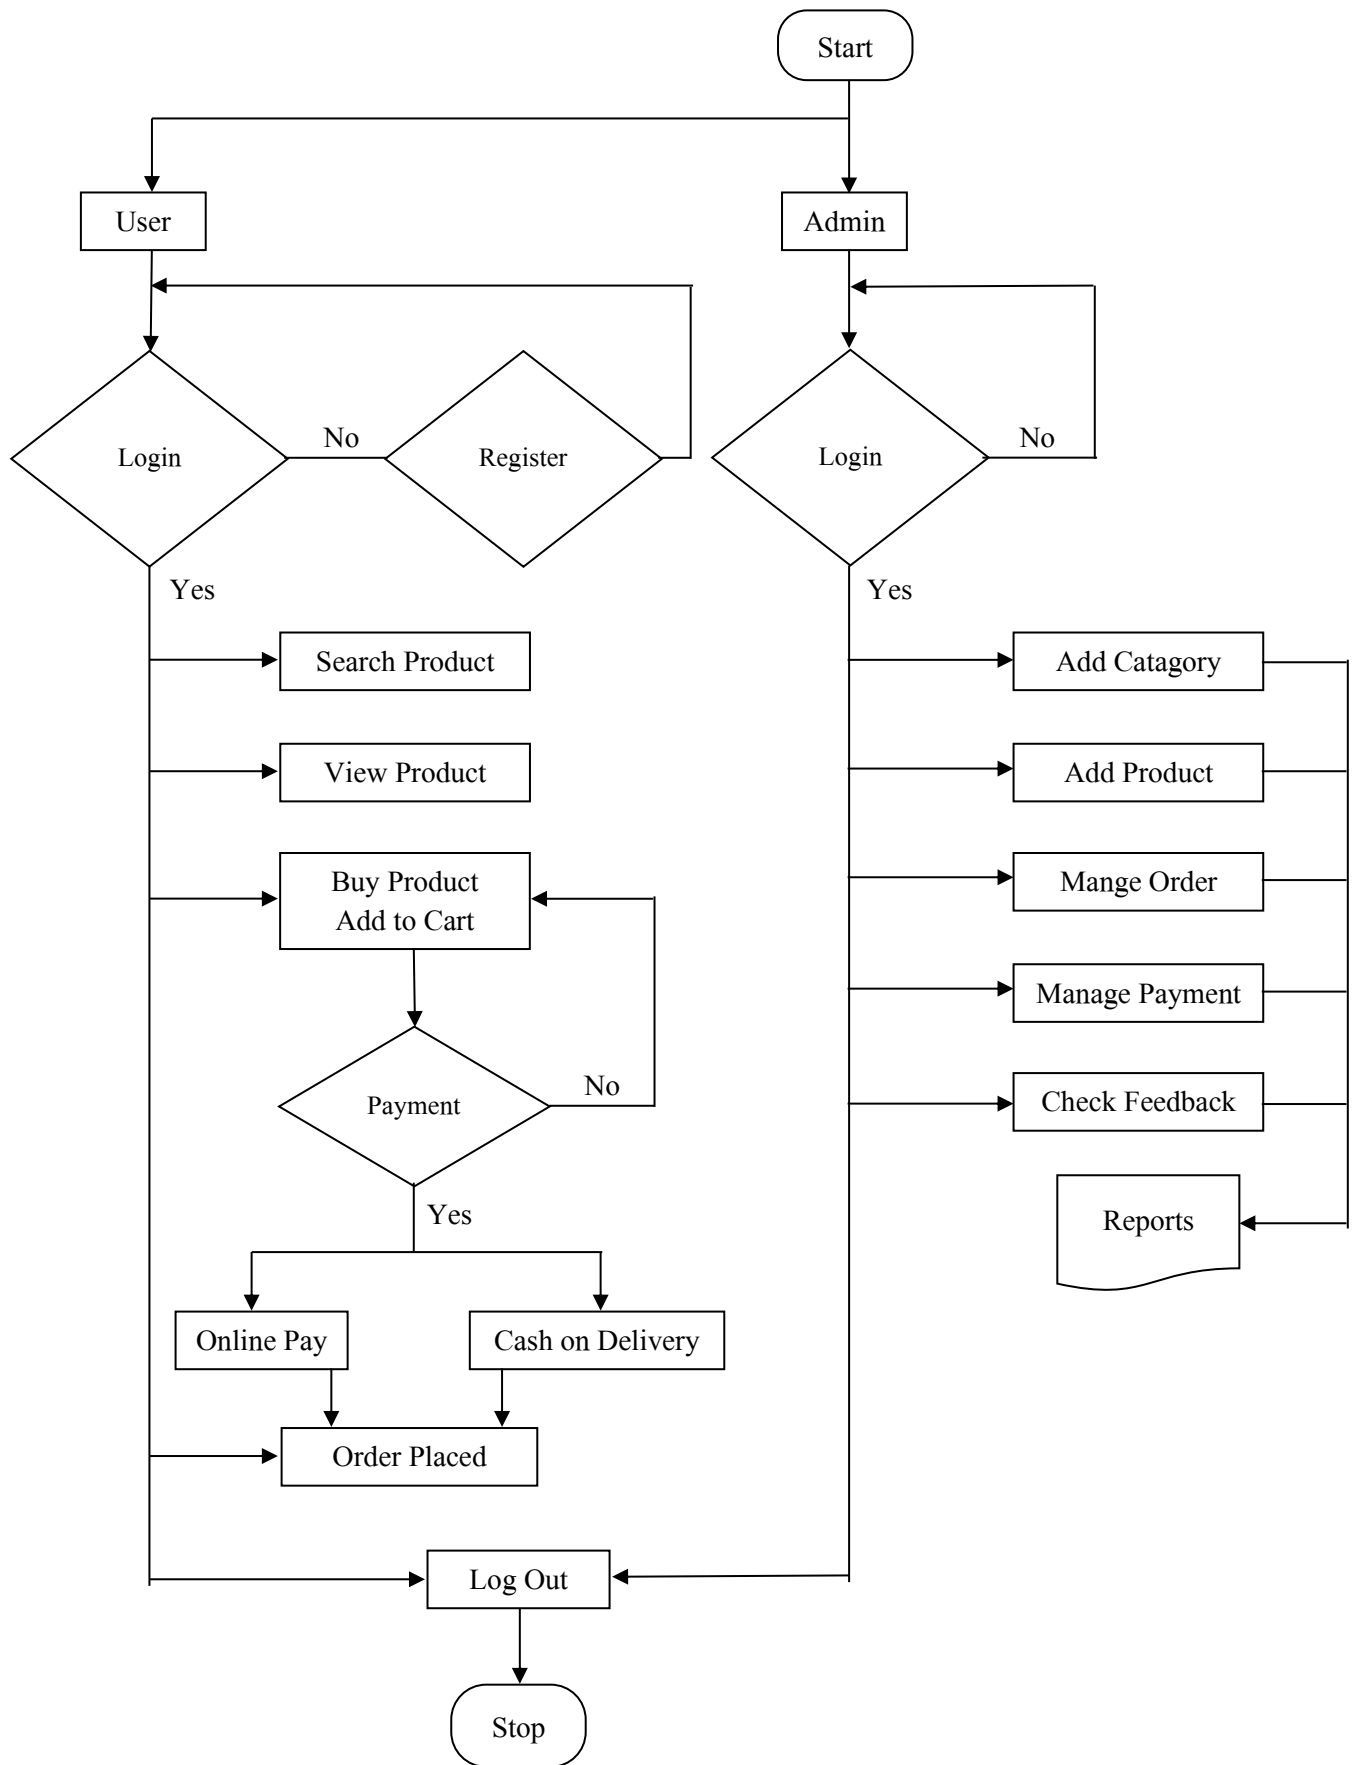 Start
User
Admin
Login
No
Register
Login
No
Yes
Yes
Search Product
Add Catagory
View Product
Add Product
Buy Product
Add to Cart
Mange Order
Manage Payment
Payment
No
Check Feedback
Yes
Reports
Online Pay
Cash on Delivery
Order Placed
Log Out
Stop